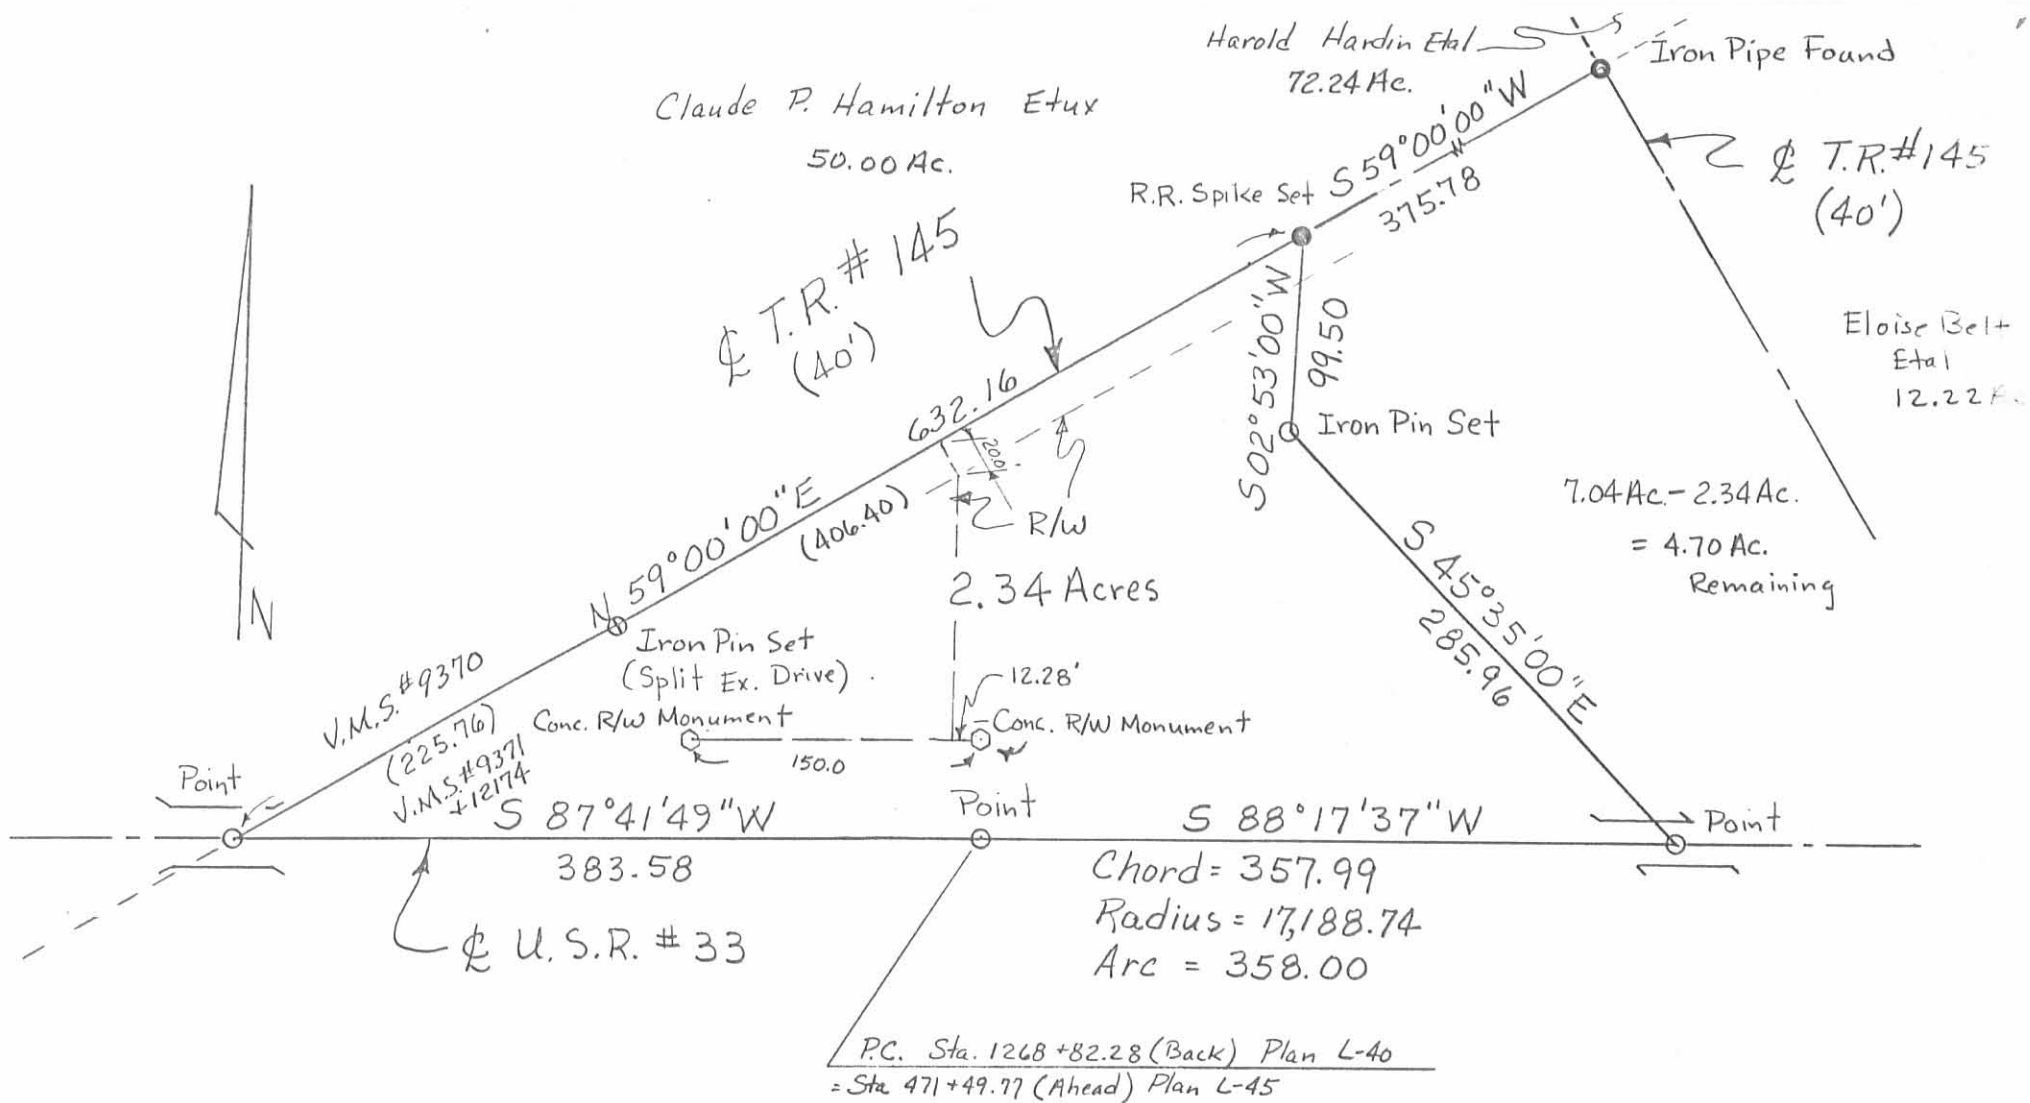 Harold Hardin Etal
72.24 Ac.
Iron Pipe Found
Claude P. Hamilton Etux
50.00 Ac.
S 59°00'00"W
375.78
℄ T.R.#145
(40')
R.R. Spike Set
℄ T.R. # 145
(40')
S 02°53'00"W
99.50
Eloise Belt
Etal
12.22
632.16
20.0'
Iron Pin Set
N 59°00'00"E
(406.40)
R/W
7.04 Ac. - 2.34 Ac.
= 4.70 Ac.
Remaining
2.34 Acres
S 45°35'00"E
285.96
N
Iron Pin Set
(Split Ex. Drive)
V.M.S.#9370
(225.76)
V.M.S.#9371
+12174
12.28'
Conc. R/W Monument
Conc. R/W Monument
150.0
Point
Point
Point
S 87°41'49"W
383.58
S 88°17'37"W
Chord = 357.99
Radius = 17,188.74
Arc = 358.00
℄ U.S.R. # 33
P.C. Sta. 1268+82.28 (Back) Plan L-40
= Sta 471+49.77 (Ahead) Plan L-45